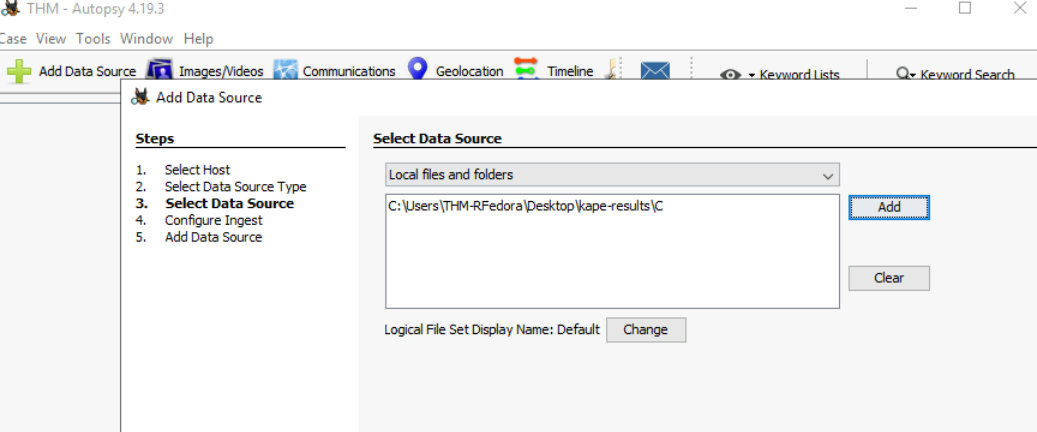 THM - Autopsy 4.19.3
Case View Tools Window Help
Add Data Source Images/Videos Communications Geolocation Timeline Keyword Lists Keyword Search
Add Data Source
Steps
1. Select Host
2. Select Data Source Type
3. Select Data Source
4. Configure Ingest
5. Add Data Source
Select Data Source
Local files and folders
C:\Users\THM-RFedora\Desktop\kape-results\C
Add
Clear
Logical File Set Display Name: Default Change